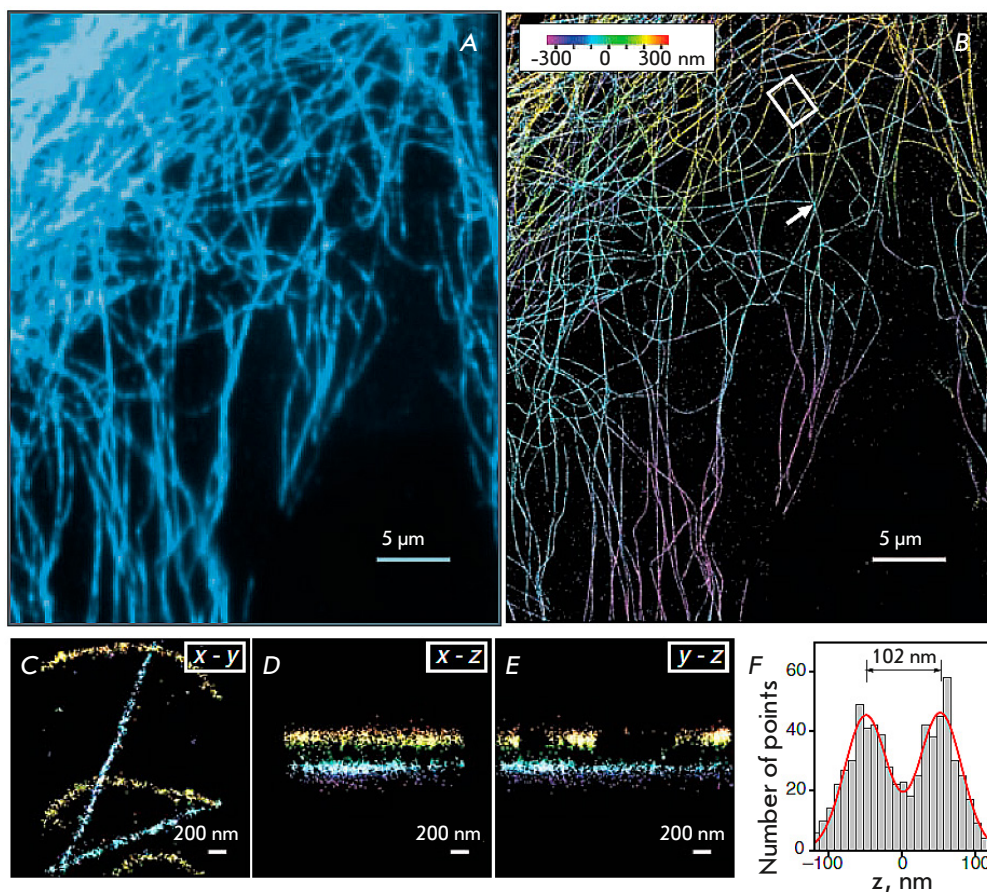 A
B
-300 0 300 nm
5 µm
5 µm
C
x - y
200 nm
D
x - z
200 nm
E
y - z
200 nm
F
102 nm
60
40
20
0
Number of points
–100 0 100
z, nm